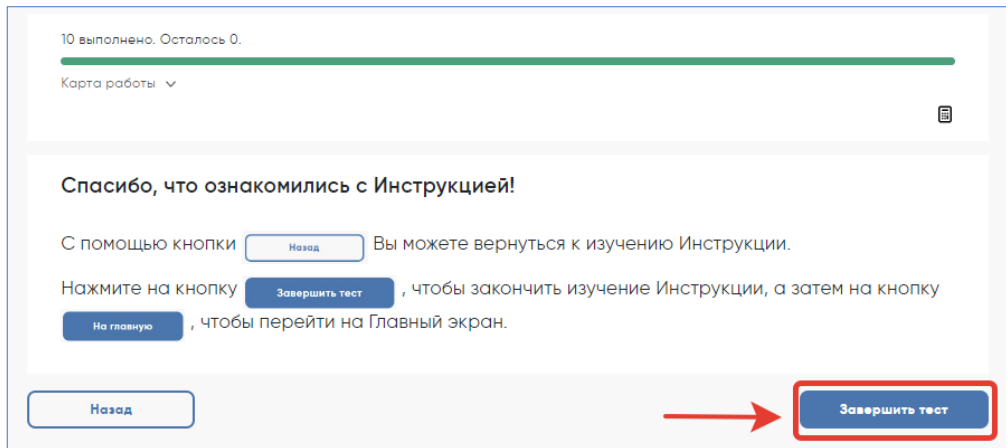 10 выполнено. Осталось 0.
Карта работы
Спасибо, что ознакомились с Инструкцией!
С помощью кнопки Назад Вы можете вернуться к изучению Инструкции.
Нажмите на кнопку Завершить тест , чтобы закончить изучение Инструкции, а затем на кнопку
На главную , чтобы перейти на Главный экран.
Назад Завершить тест